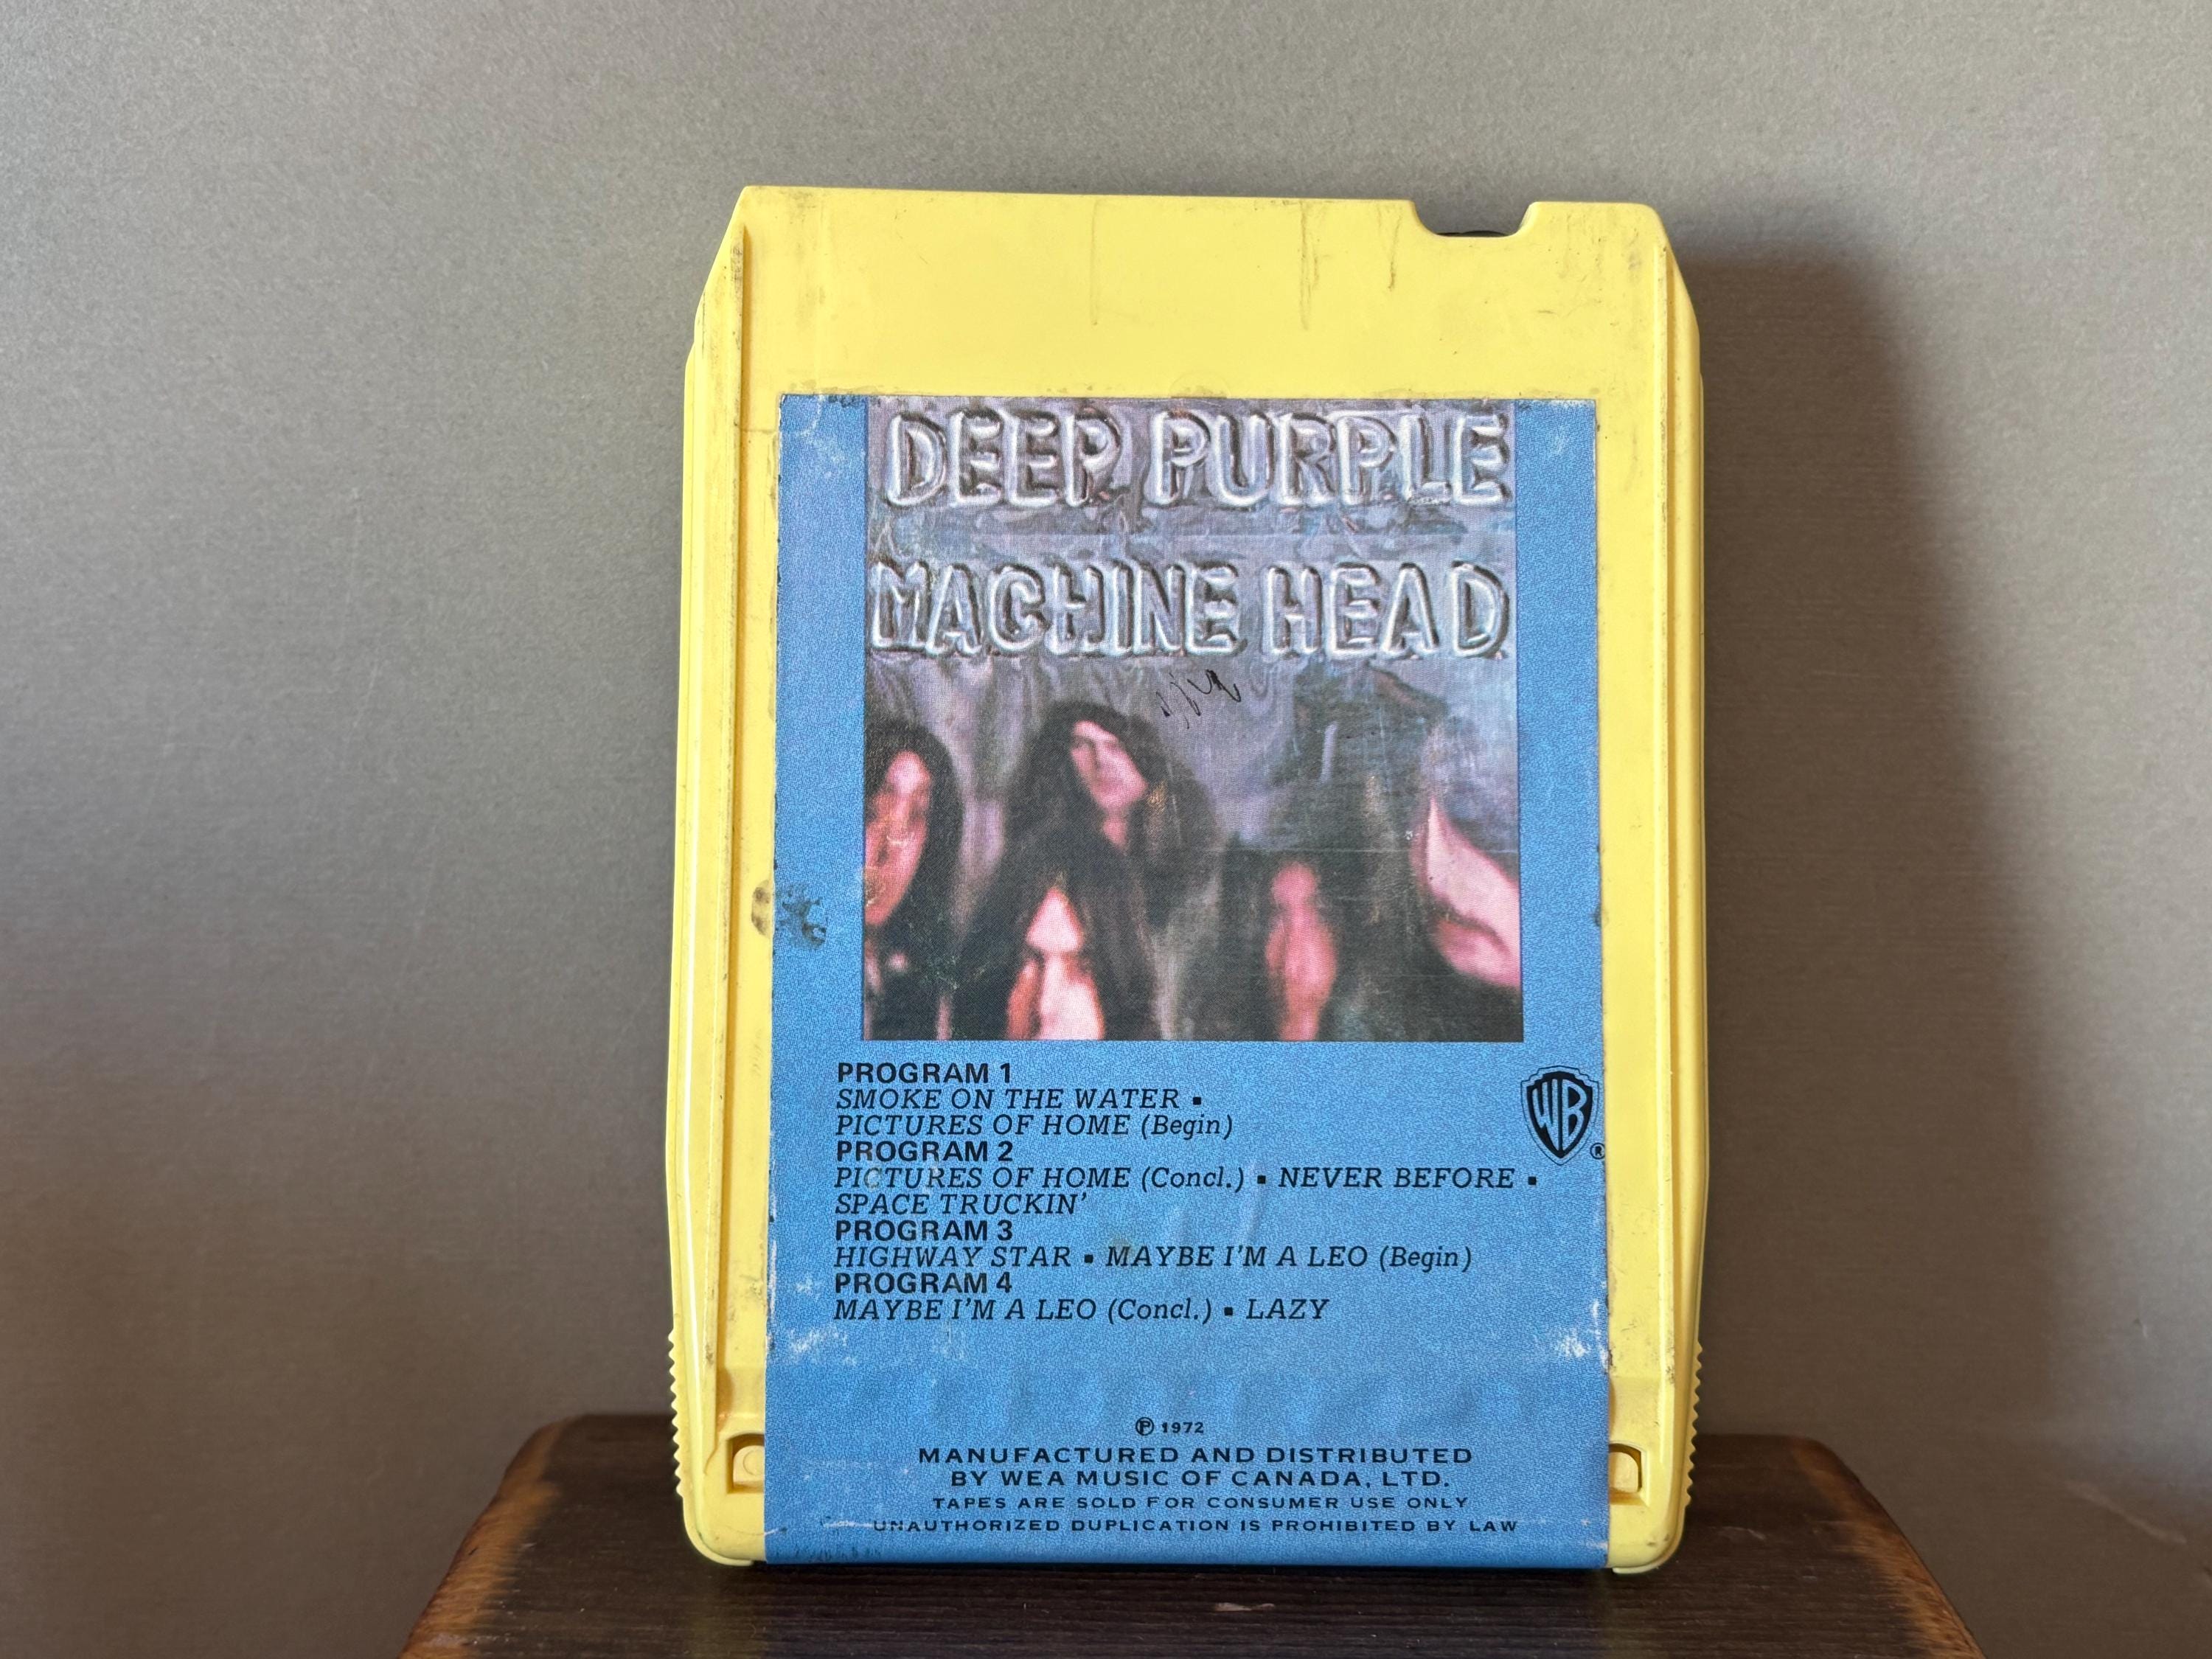 DEEP PURPLE
MACHINE HEAD
PROGRAM 1
SMOKE ON THE WATER ▪
PICTURES OF HOME (Begin)
WB
®
PROGRAM 2
PICTURES OF HOME (Concl.) ▪ NEVER BEFORE ▪
SPACE TRUCKIN'
PROGRAM 3
HIGHWAY STAR ▪ MAYBE I'M A LEO (Begin)
PROGRAM 4
MAYBE I'M A LEO (Concl.) ▪ LAZY
℗ 1972
MANUFACTURED AND DISTRIBUTED
BY WEA MUSIC OF CANADA, LTD.
TAPES ARE SOLD FOR CONSUMER USE ONLY
UNAUTHORIZED DUPLICATION IS PROHIBITED BY LAW